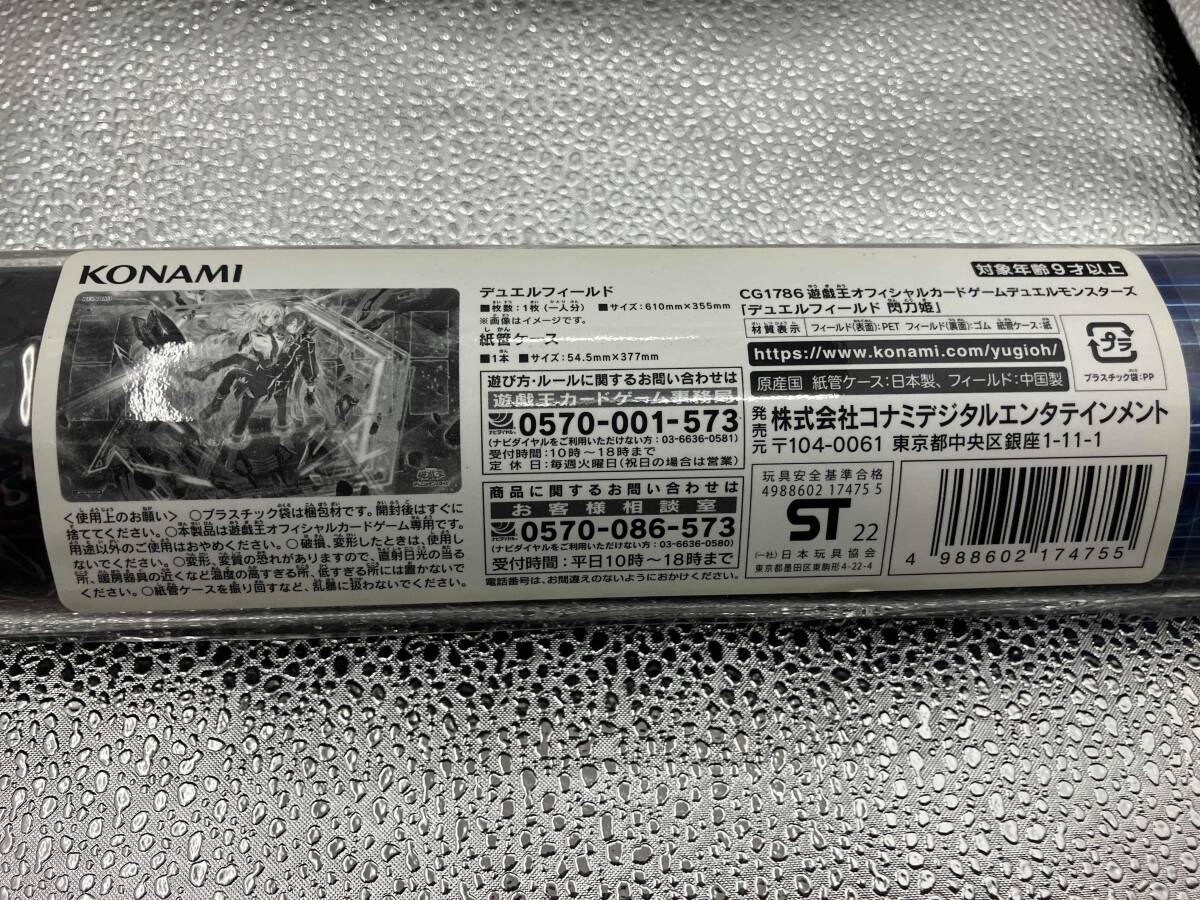 KONAMI
対象年齢9才以上
デュエルフィールド
■枚数:1枚(一人分) ■サイズ:610mm×355mm
※画像はイメージです。
紙管ケース
■1本 ■サイズ:54.5mm×377mm
遊び方・ルールに関するお問い合わせは
遊戯王カードゲーム事務局
ナビダイヤル 0570-001-573
(ナビダイヤルをご利用いただけない方:03-6636-0581)
受付時間:10時~18時まで
定休日:毎週火曜日(祝日の場合は営業)
商品に関するお問い合わせは
お客様相談室
ナビダイヤル 0570-086-573
(ナビダイヤルをご利用いただけない方:03-6636-0573)
受付時間:平日10時~18時まで
電話番号は、お間違えのないようにおかけください。
<使用上のお願い> ○プラスチック袋は梱包材です。開封後はすぐに
捨ててください。○本製品は遊戯王オフィシャルカードゲーム専用です。
用途以外のご使用はおやめください。○破損、変形したときは、使用し
ないでください。○変形、変質の恐れがありますので、直射日光の当る
所、暖房器具の近くなど温度の高すぎる所、低すぎる所には置かないで
ください。○紙管ケースを振り回すなど、乱暴に扱わないでください。
CG1786 遊戯王オフィシャルカードゲームデュエルモンスターズ
「デュエルフィールド 閃刀姫」
材質表示 フィールド(表面):PET フィールド(裏面):ゴム 紙管ケース:紙
https://www.konami.com/yugioh/
原産国 紙管ケース:日本製、フィールド:中国製
プラ
プラスチック袋:PP
発売元 株式会社コナミデジタルエンタテインメント
〒104-0061 東京都中央区銀座1-11-1
玩具安全基準合格
4988602 17475 5
ST 22
(一社)日本玩具協会
東京都墨田区東駒形4-22-4
4 988602 174755